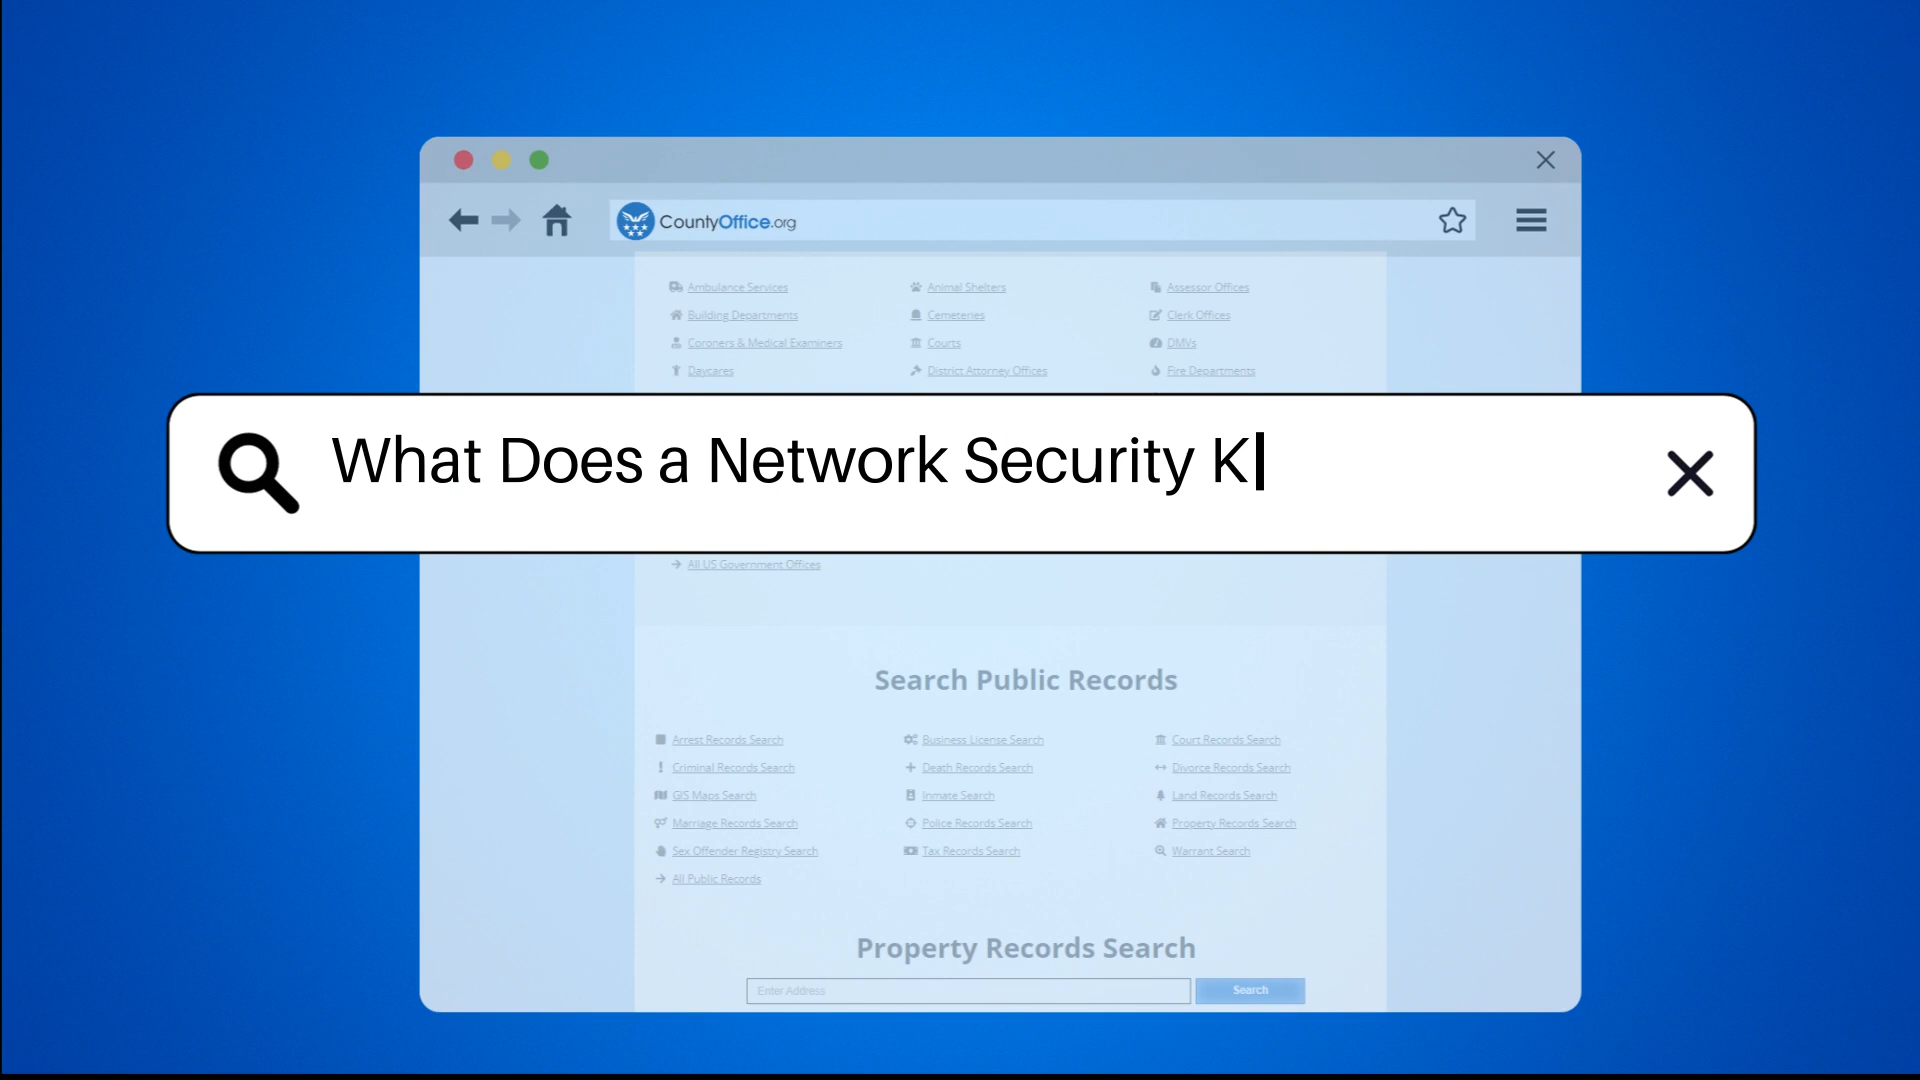 CountyOffice.org
Ambulance Services Animal Shelters Assessor Offices
Building Departments Cemeteries Clerk Offices
Coroners & Medical Examiners Courts DMVs
Daycares District Attorney Offices Fire Departments
What Does a Network Security K
All US Government Offices
Search Public Records
Arrest Records Search Business License Search Court Records Search
Criminal Records Search Death Records Search Divorce Records Search
GIS Maps Search Inmate Search Land Records Search
Marriage Records Search Police Records Search Property Records Search
Sex Offender Registry Search Tax Records Search Warrant Search
All Public Records
Property Records Search
Enter Address Search